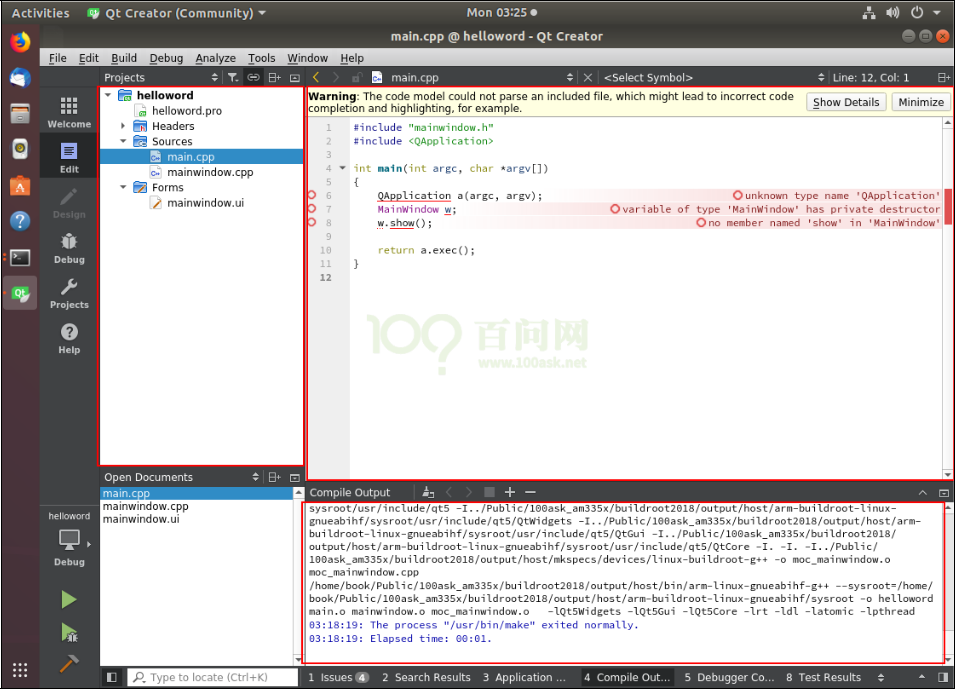 Activities
Qt Creator (Community)
Mon 03:25
main.cpp @ helloword - Qt Creator
File Edit Build Debug Analyze Tools Window Help
Projects
main.cpp
<Select Symbol>
Line: 12, Col: 1
Welcome
Edit
Design
Debug
Projects
Help
helloword
helloword.pro
Headers
Sources
main.cpp
mainwindow.cpp
Forms
mainwindow.ui
Warning: The code model could not parse an included file, which might lead to incorrect code
completion and highlighting, for example.
Show Details
Minimize
1 #include "mainwindow.h"
2 #include <QApplication>
3
4 int main(int argc, char *argv[])
5 {
6 QApplication a(argc, argv); unknown type name 'QApplication'
7 MainWindow w; variable of type 'MainWindow' has private destructor
8 w.show(); no member named 'show' in 'MainWindow'
9
10 return a.exec();
11 }
12
100 百问网
www.100ask.net
Open Documents
main.cpp
mainwindow.cpp
mainwindow.ui
helloword
Debug
Compile Output
sysroot/usr/include/qt5 -I../Public/100ask_am335x/buildroot2018/output/host/arm-buildroot-linux-
gnueabihf/sysroot/usr/include/qt5/QtWidgets -I../Public/100ask_am335x/buildroot2018/output/host/arm-
buildroot-linux-gnueabihf/sysroot/usr/include/qt5/QtGui -I../Public/100ask_am335x/buildroot2018/
output/host/arm-buildroot-linux-gnueabihf/sysroot/usr/include/qt5/QtCore -I. -I. -I../Public/
100ask_am335x/buildroot2018/output/host/mkspecs/devices/linux-buildroot-g++ -o moc_mainwindow.o
moc_mainwindow.cpp
/home/book/Public/100ask_am335x/buildroot2018/output/host/bin/arm-linux-gnueabihf-g++ --sysroot=/home/
book/Public/100ask_am335x/buildroot2018/output/host/arm-buildroot-linux-gnueabihf/sysroot -o helloword
main.o mainwindow.o moc_mainwindow.o -lQt5Widgets -lQt5Gui -lQt5Core -lrt -ldl -latomic -lpthread
03:18:19: The process "/usr/bin/make" exited normally.
03:18:19: Elapsed time: 00:01.
Type to locate (Ctrl+K)
1 Issues 4
2 Search Results
3 Application ...
4 Compile Out...
5 Debugger Co...
8 Test Results